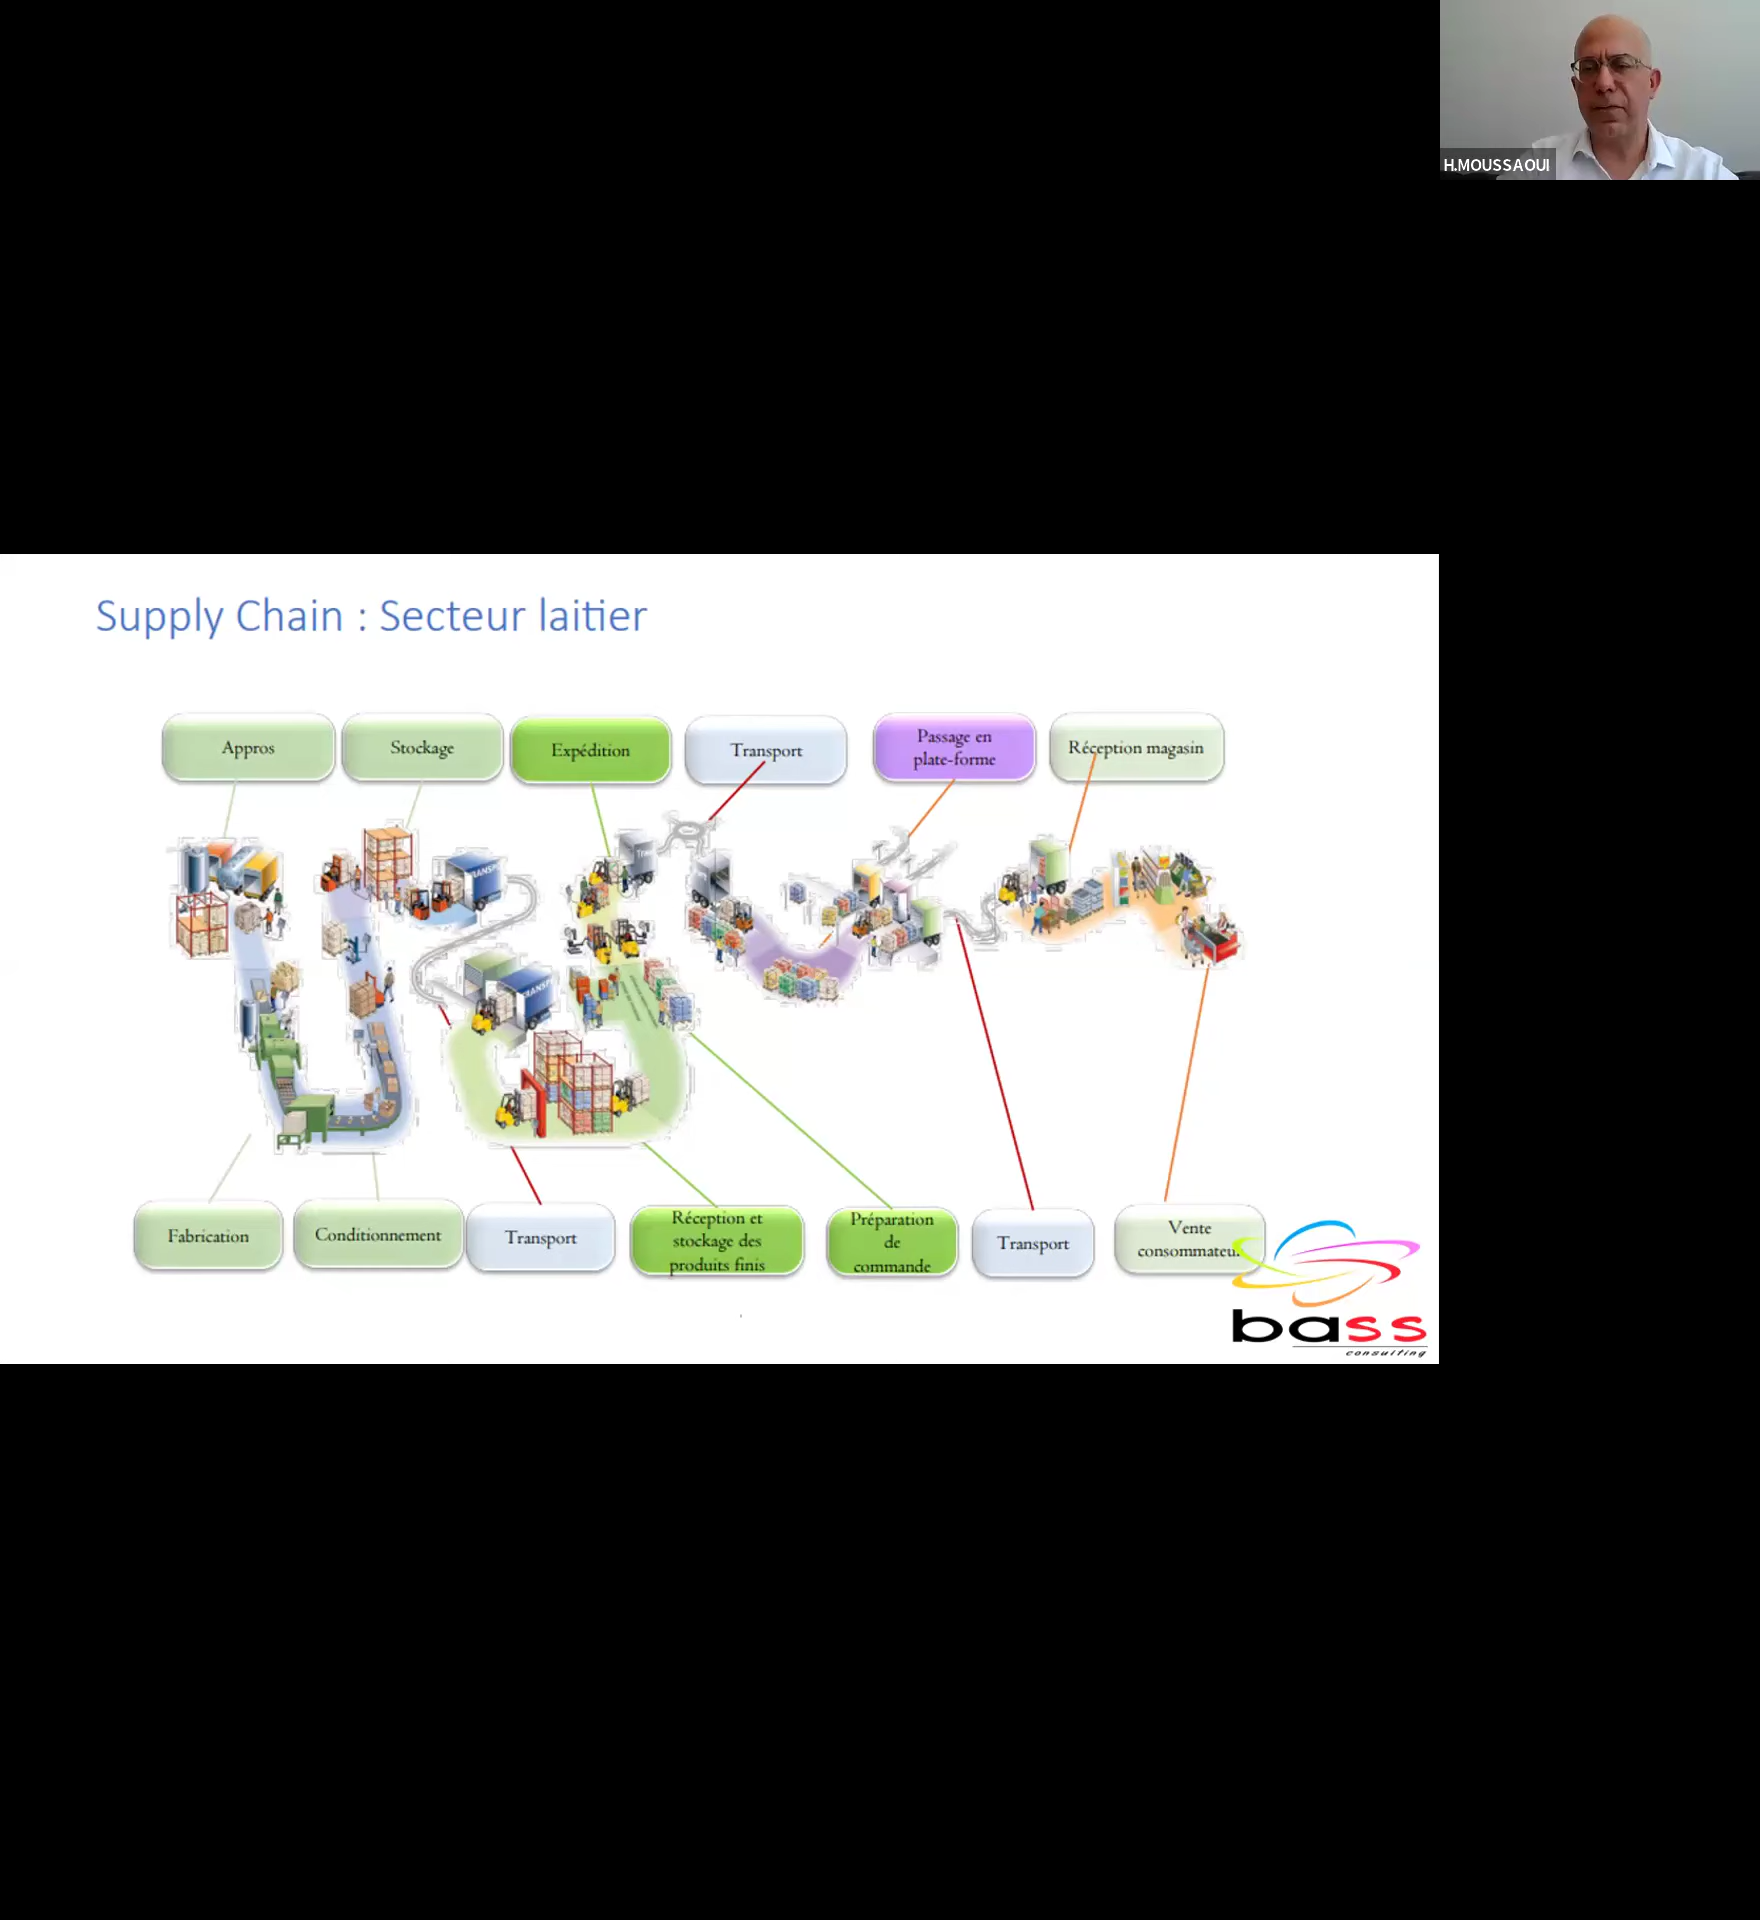 H.MOUSSAOUI
Supply Chain : Secteur laitier
Appros
Stockage
Expédition
Transport
Passage en
plate-forme
Réception magasin
Fabrication
Conditionnement
Transport
Réception et
stockage des
produits finis
Préparation
de
commande
Transport
Vente
consommateur
bass
consulting